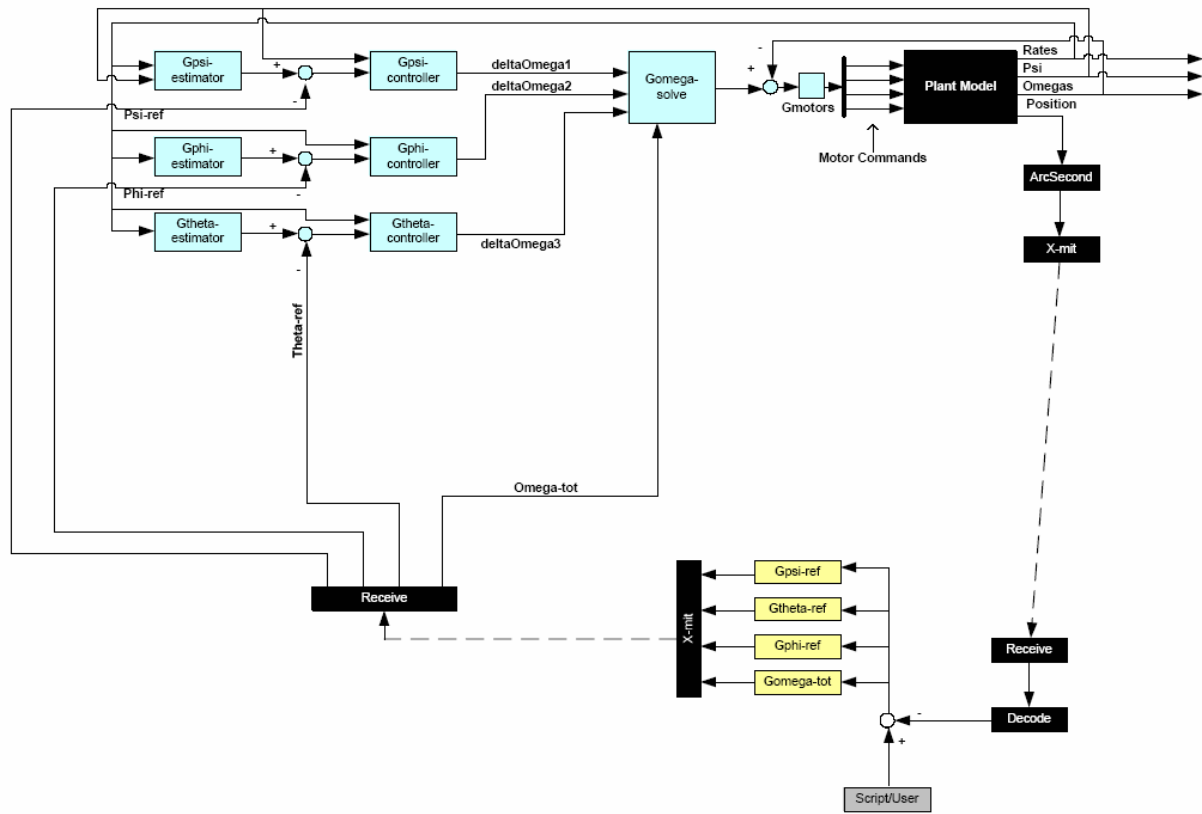 Gpsi-
estimator
+
-
Gpsi-
controller
deltaOmega1
deltaOmega2
Gomega-
solve
-
+
Gmotors
Plant Model
Rates
Psi
Omegas
Position
Psi-ref
Motor Commands
Gphi-
estimator
+
-
Gphi-
controller
ArcSecond
Phi-ref
Gtheta-
estimator
+
-
Gtheta-
controller
deltaOmega3
X-mit
Theta-ref
Omega-tot
Receive
X-mit
Gpsi-ref
Gtheta-ref
Gphi-ref
Gomega-tot
Receive
Decode
-
+
Script/User